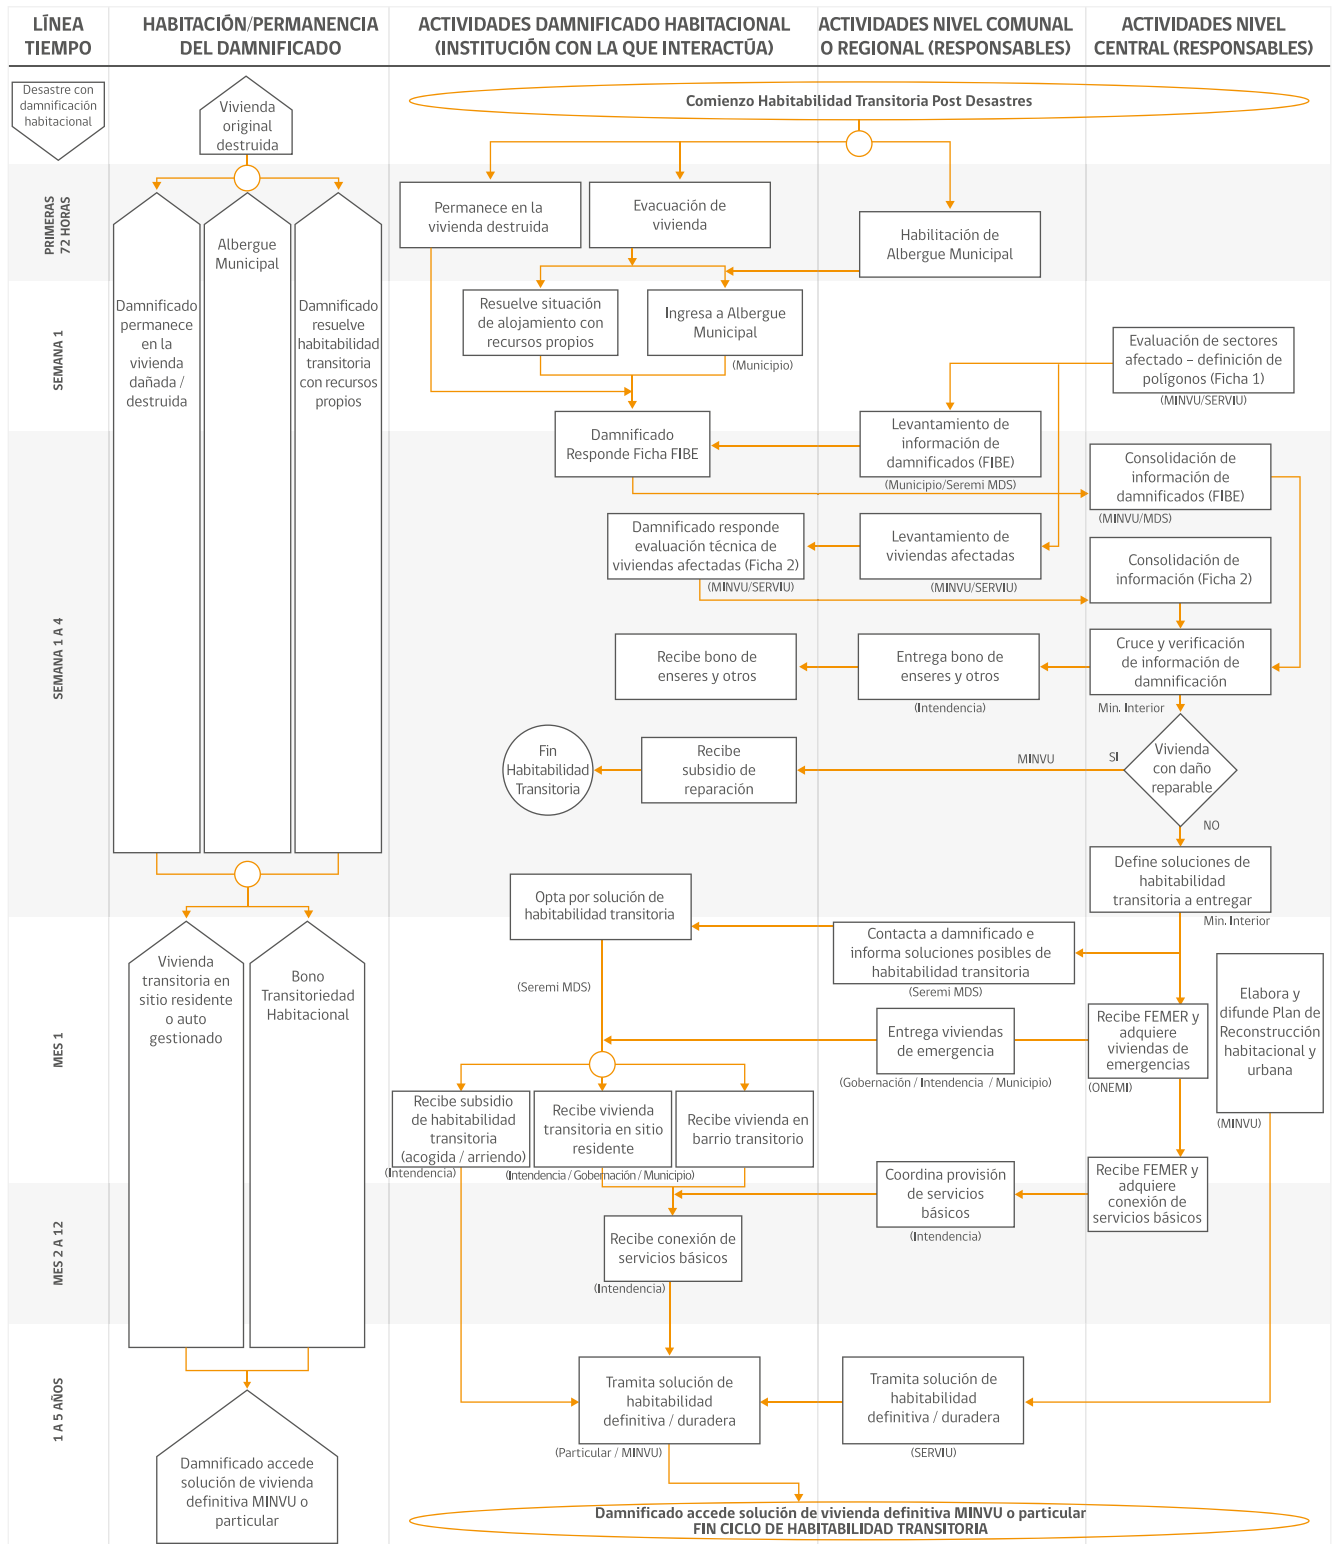 LÍNEA
TIEMPO
HABITACIÓN/PERMANENCIA
DEL DAMNIFICADO
ACTIVIDADES DAMNIFICADO HABITACIONAL
(INSTITUCIÓN CON LA QUE INTERACTÚA)
ACTIVIDADES NIVEL COMUNAL
O REGIONAL (RESPONSABLES)
ACTIVIDADES NIVEL
CENTRAL (RESPONSABLES)
Desastre con
damnificación
habitacional
Vivienda
original
destruida
Comienzo Habitabilidad Transitoria Post Desastres
PRIMERAS
72 HORAS
Albergue
Municipal
Permanece en la
vivienda destruida
Evacuación de
vivienda
Habilitación de
Albergue Municipal
SEMANA 1
Damnificado
permanece
en la
vivienda
dañada /
destruida
Damnificado
resuelve
habitabilidad
transitoria
con recursos
propios
Resuelve situación
de alojamiento con
recursos propios
Ingresa a Albergue
Municipal
(Municipio)
Evaluación de sectores
afectado – definición de
polígonos (Ficha 1)
(MINVU/SERVIU)
SEMANA 1 A 4
Damnificado
Responde Ficha FIBE
Levantamiento de
información de
damnificados (FIBE)
(Municipio/Seremi MDS)
Consolidación de
información de
damnificados (FIBE)
(MINVU/MDS)
Damnificado responde
evaluación técnica de
viviendas afectadas (Ficha 2)
(MINVU/SERVIU)
Levantamiento de
viviendas afectadas
(MINVU/SERVIU)
Consolidación de
información (Ficha 2)
Recibe bono de
enseres y otros
Entrega bono de
enseres y otros
(Intendencia)
Cruce y verificación
de información de
damnificación
Min. Interior
Fin
Habitabilidad
Transitoria
Recibe
subsidio de
reparación
MINVU
SI
Vivienda
con daño
reparable
NO
Define soluciones de
habitabilidad
transitoria a entregar
Min. Interior
MES 1
Vivienda
transitoria en
sitio residente
o auto
gestionado
Bono
Transitoriedad
Habitacional
Opta por solución de
habitabilidad transitoria
(Seremi MDS)
Contacta a damnificado e
informa soluciones posibles de
habitabilidad transitoria
(Seremi MDS)
Elabora y
difunde Plan de
Reconstrucción
habitacional y
urbana
(MINVU)
Entrega viviendas
de emergencia
(Gobernación / Intendencia / Municipio)
Recibe FEMER y
adquiere
viviendas de
emergencias
(ONEMI)
Recibe subsidio
de habitabilidad
transitoria
(acogida / arriendo)
(Intendencia)
Recibe vivienda
transitoria en sitio
residente
(Intendencia / Gobernación / Municipio)
Recibe vivienda en
barrio transitorio
MES 2 A 12
Coordina provisión
de servicios
básicos
(Intendencia)
Recibe FEMER y
adquiere
conexión de
servicios básicos
Recibe conexión de
servicios básicos
(Intendencia)
1 A 5 AÑOS
Damnificado accede
solución de vivienda
definitiva MINVU o
particular
Tramita solución de
habitabilidad
definitiva / duradera
(Particular / MINVU)
Tramita solución de
habitabilidad
definitiva / duradera
(SERVIU)
Damnificado accede solución de vivienda definitiva MINVU o particular
FIN CICLO DE HABITABILIDAD TRANSITORIA